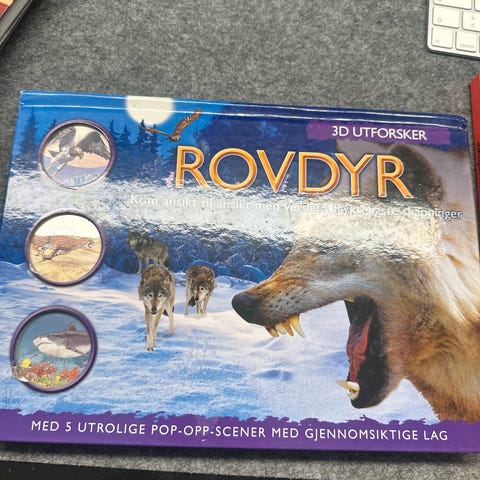 3D UTFORSKER
ROVDYR
Kom ansikt til ansikt med verdens skapninger
MED 5 UTROLIGE POP-OPP-SCENER MED GJENNOMSIKTIGE LAG